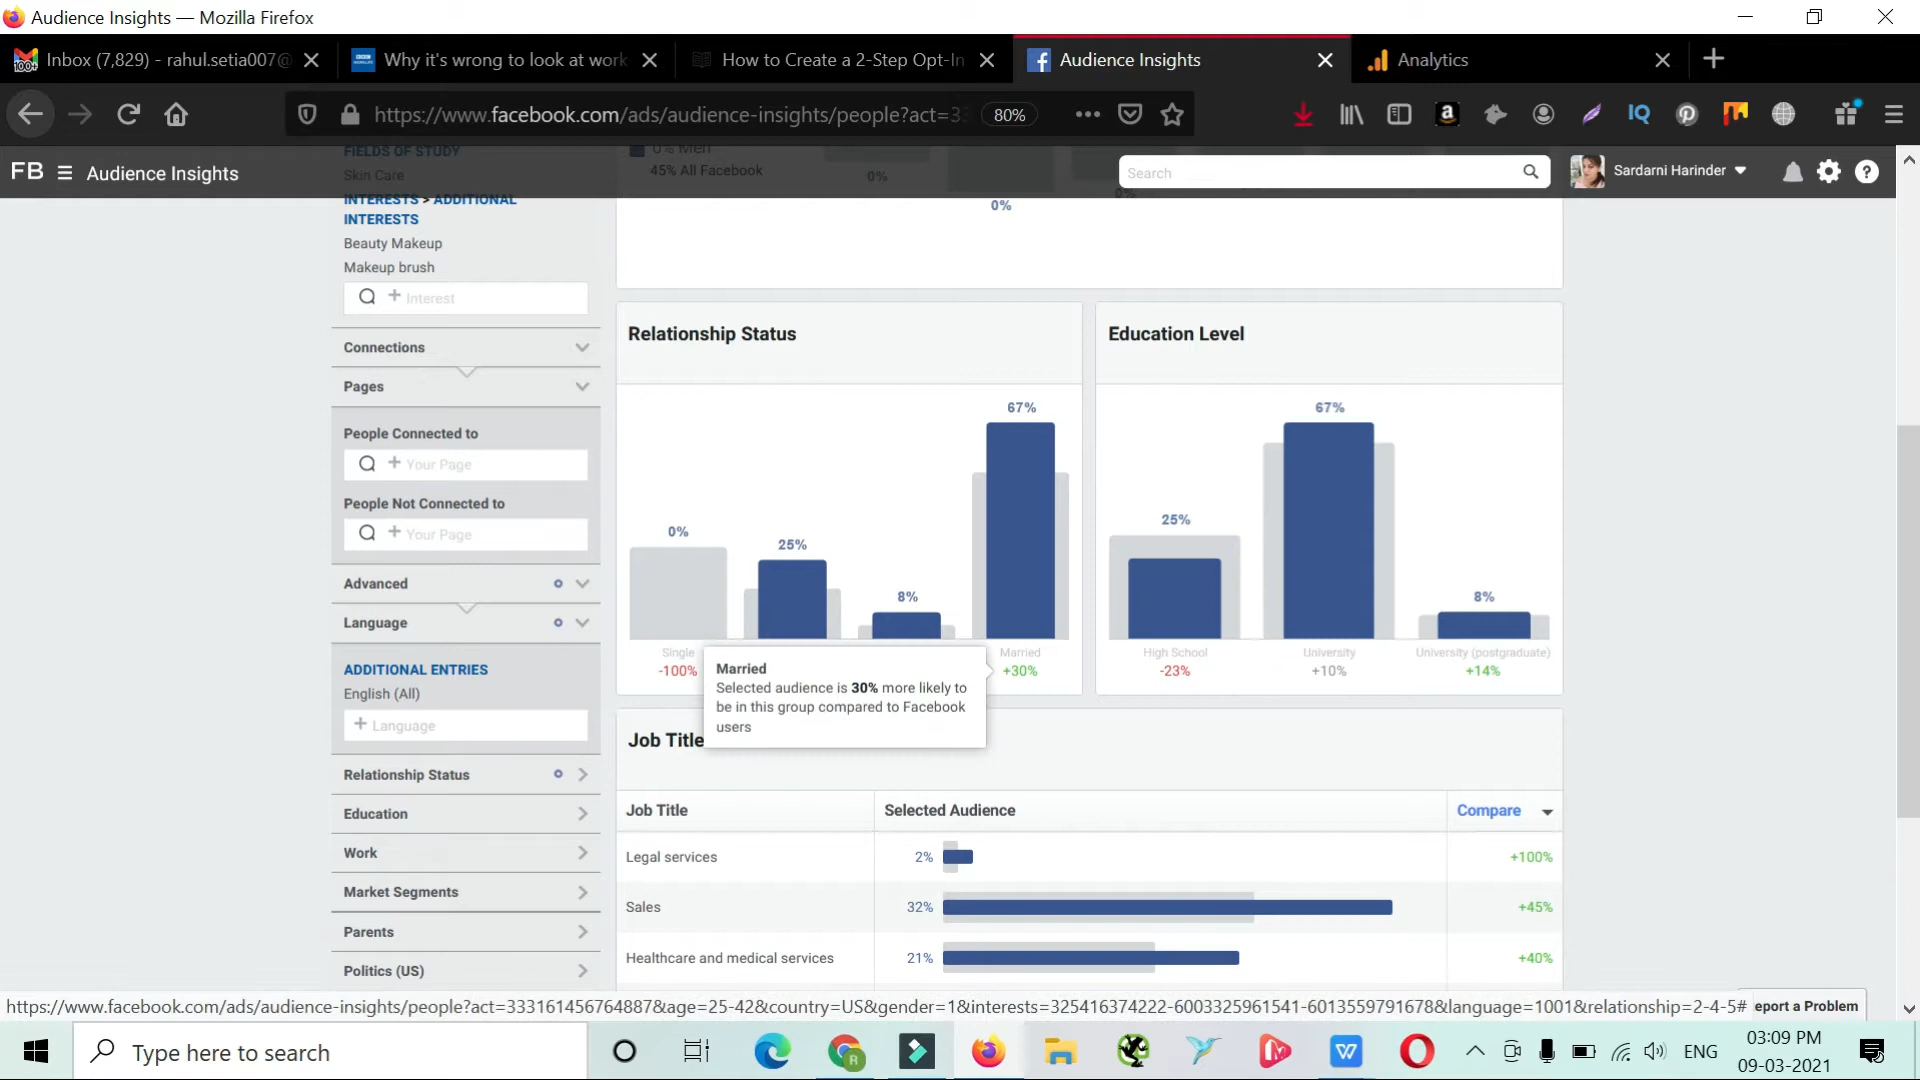 Audience Insights — Mozilla Firefox
Inbox (7,829) - rahul.setia007@
Why it's wrong to look at work
How to Create a 2-Step Opt-In
Audience Insights
Analytics
https://www.facebook.com/ads/audience-insights/people?act=33
80%
FB Audience Insights
Search
Sardarni Harinder
FIELDS OF STUDY
Skin Care
INTERESTS > ADDITIONAL
INTERESTS
Beauty Makeup
Makeup brush
+ Interest
Connections
Pages
People Connected to
+ Your Page
People Not Connected to
+ Your Page
Advanced
Language
ADDITIONAL ENTRIES
English (All)
+ Language
Relationship Status
Education
Work
Market Segments
Parents
Politics (US)
0% Men
45% All Facebook
0%
0%
0%
Relationship Status
0%
25%
8%
67%
Single
Married
-100%
+30%
Married
Selected audience is 30% more likely to
be in this group compared to Facebook
users
Education Level
25%
67%
8%
High School
University
University (postgraduate)
-23%
+10%
+14%
Job Title
Job Title
Selected Audience
Compare
Legal services
2%
+100%
Sales
32%
+45%
Healthcare and medical services
21%
+40%
https://www.facebook.com/ads/audience-insights/people?act=333161456764887&age=25-42&country=US&gender=1&interests=325416374222-6003325961541-6013559791678&language=1001&relationship=2-4-5#
eport a Problem
Type here to search
ENG
03:09 PM
09-03-2021